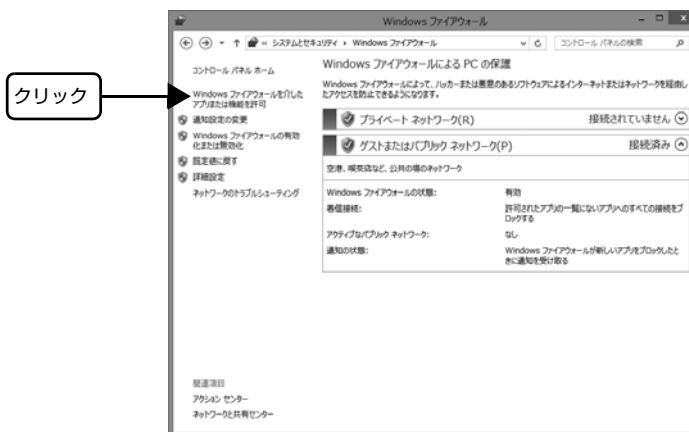 Windows ファイアウォール
システムとセキュリティ
Windows ファイアウォール
コントロール パネルの検索
クリック
コントロール パネル ホーム
Windows ファイアウォールを介した
アプリまたは機能を許可
通知設定の変更
Windows ファイアウォールの有効
化または無効化
既定値に戻す
詳細設定
ネットワークのトラブルシューティング
Windows ファイアウォールによる PC の保護
Windows ファイアウォールによって、ハッカーまたは悪意のあるソフトウェアによるインターネットまたはネットワークを経由し
たアクセスを防止できるようになります。
プライベート ネットワーク(R)
接続されていません
ゲストまたはパブリック ネットワーク(P)
接続済み
空港、喫茶店など、公共の場のネットワーク
Windows ファイアウォールの状態:
有効
着信接続:
許可されたアプリの一覧にないアプリへのすべての接続をブ
ロックする
アクティブなパブリック ネットワーク:
なし
通知の状態:
Windows ファイアウォールが新しいアプリをブロックしたと
きに通知を受け取る
関連項目
アクション センター
ネットワークと共有センター